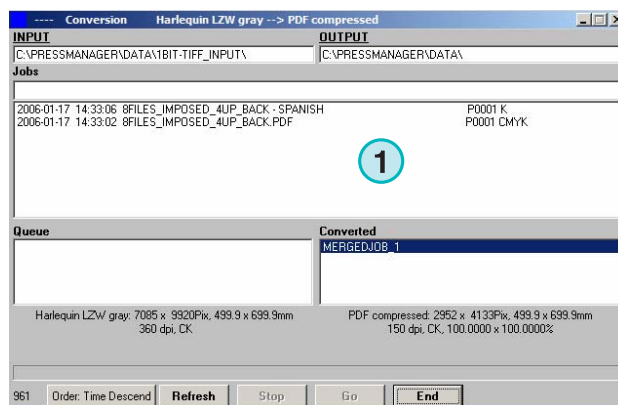 ---- Conversion Harlequin LZW gray --> PDF compressed
INPUT OUTPUT
C:\PRESSMANAGER\DATA\1BIT-TIFF_INPUT\ C:\PRESSMANAGER\DATA\
Jobs
2006-01-17 14:33:06 8FILES_IMPOSED_4UP_BACK - SPANISH P0001 K
2006-01-17 14:33:02 8FILES_IMPOSED_4UP_BACK.PDF P0001 CMYK
1
Queue Converted
MERGEDJOB_1
Harlequin LZW gray: 7085 x 9920Pix, 499.9 x 699.9mm PDF compressed: 2952 x 4133Pix, 499.9 x 699.9mm
360 dpi, CK 150 dpi, CK, 100.0000 x 100.0000%
961 Order: Time Descend Refresh Stop Go End